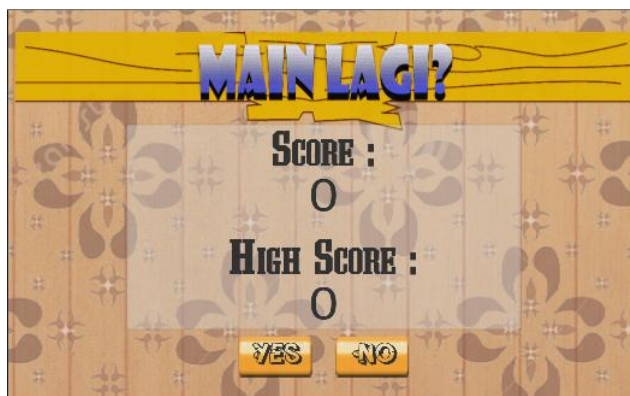 MAIN LAGI?
SCORE :
0
HIGH SCORE :
0
YES NO